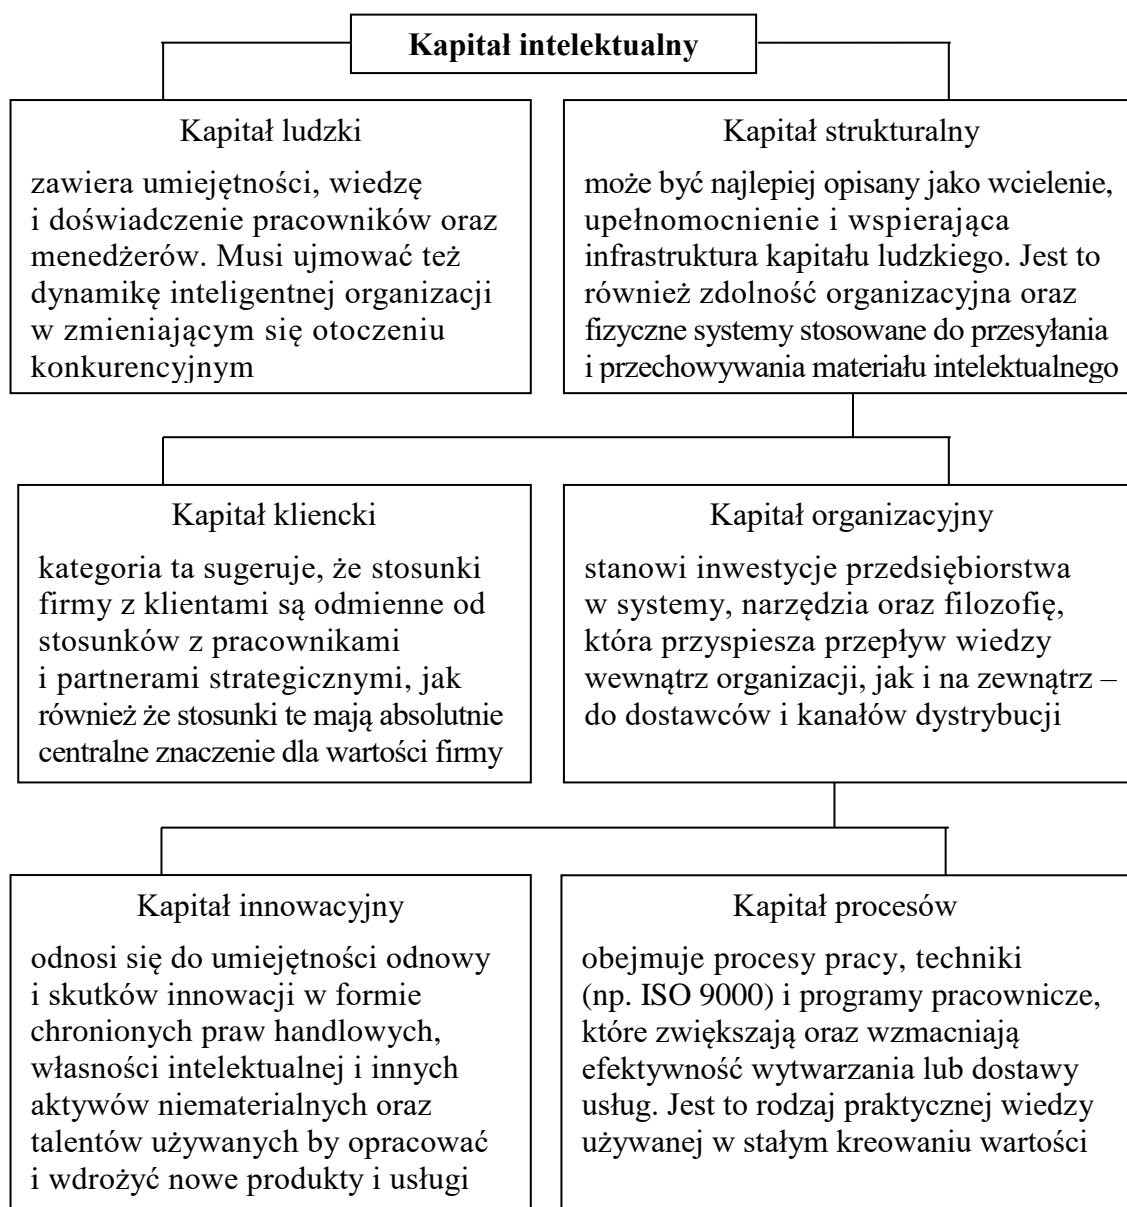 Kapitał intelektualny
Kapitał ludzki
zawiera umiejętności, wiedzę
i doświadczenie pracowników oraz
menedżerów. Musi ujmować też
dynamikę inteligentnej organizacji
w zmieniającym się otoczeniu
konkurencyjnym
Kapitał strukturalny
może być najlepiej opisany jako wcielenie,
upełnomocnienie i wspierająca
infrastruktura kapitału ludzkiego. Jest to
również zdolność organizacyjna oraz
fizyczne systemy stosowane do przesyłania
i przechowywania materiału intelektualnego
Kapitał kliencki
kategoria ta sugeruje, że stosunki
firmy z klientami są odmienne od
stosunków z pracownikami
i partnerami strategicznymi, jak
również że stosunki te mają absolutnie
centralne znaczenie dla wartości firmy
Kapitał organizacyjny
stanowi inwestycje przedsiębiorstwa
w systemy, narzędzia oraz filozofię,
która przyspiesza przepływ wiedzy
wewnątrz organizacji, jak i na zewnątrz –
do dostawców i kanałów dystrybucji
Kapitał innowacyjny
odnosi się do umiejętności odnowy
i skutków innowacji w formie
chronionych praw handlowych,
własności intelektualnej i innych
aktywów niematerialnych oraz
talentów używanych by opracować
i wdrożyć nowe produkty i usługi
Kapitał procesów
obejmuje procesy pracy, techniki
(np. ISO 9000) i programy pracownicze,
które zwiększają oraz wzmacniają
efektywność wytwarzania lub dostawy
usług. Jest to rodzaj praktycznej wiedzy
używanej w stałym kreowaniu wartości